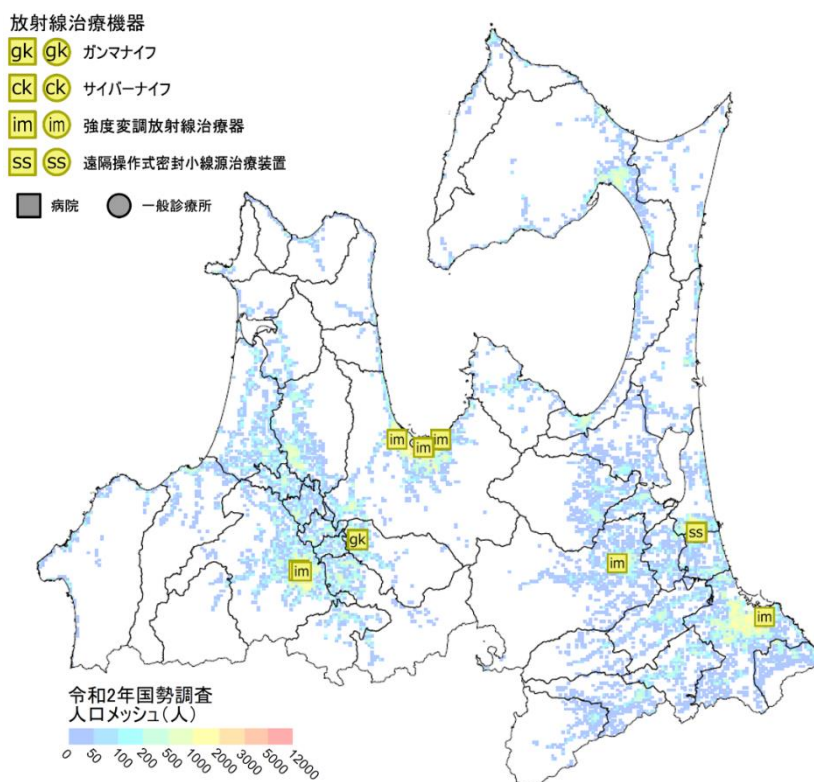 放射線治療機器
gk gk ガンマナイフ
ck ck サイバーナイフ
im im 強度変調放射線治療器
ss ss 遠隔操作式密封小線源治療装置
病院 一般診療所
im im im
gk
ss
im im
im
令和2年国勢調査
人口メッシュ(人)
0 50 100 200 500 1000 2000 3000 5000 12000